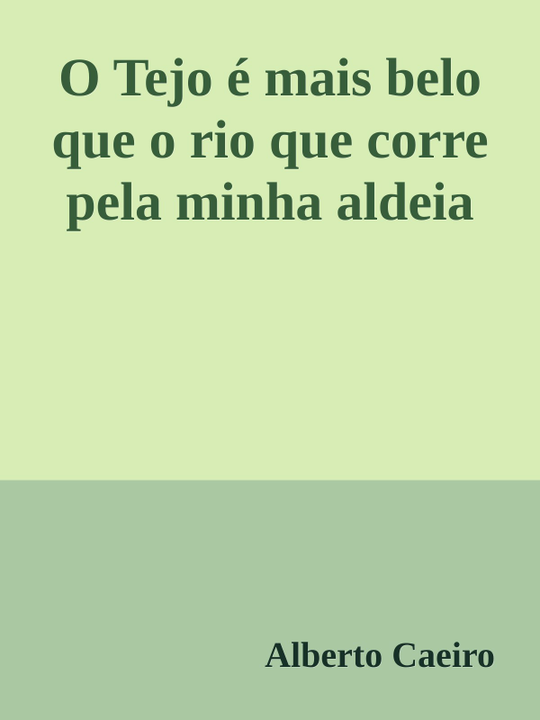 O Tejo é mais belo
que o rio que corre
pela minha aldeia
Alberto Caeiro